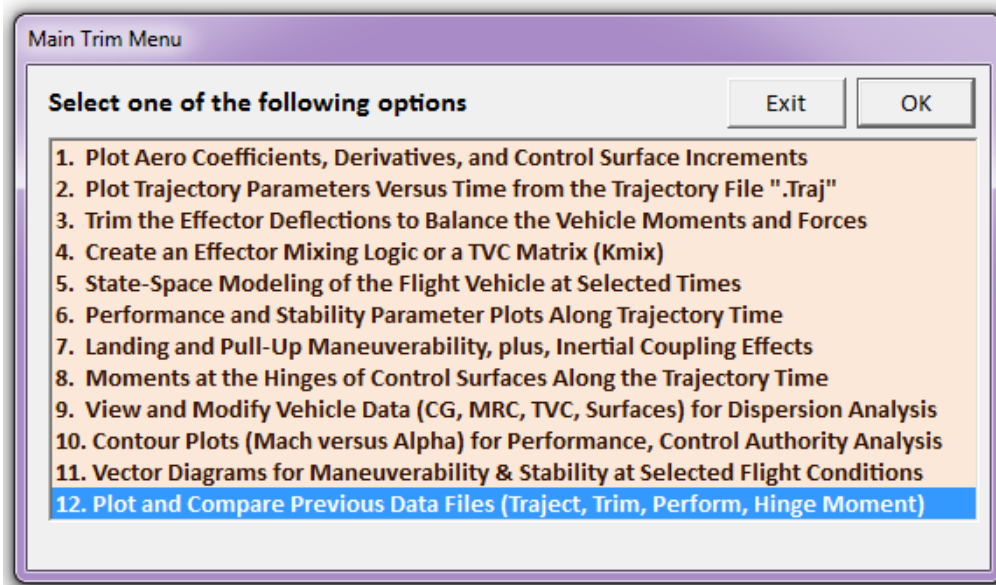 Main Trim Menu
Select one of the following options
Exit
OK
1. Plot Aero Coefficients, Derivatives, and Control Surface Increments
2. Plot Trajectory Parameters Versus Time from the Trajectory File ".Traj"
3. Trim the Effector Deflections to Balance the Vehicle Moments and Forces
4. Create an Effector Mixing Logic or a TVC Matrix (Kmix)
5. State-Space Modeling of the Flight Vehicle at Selected Times
6. Performance and Stability Parameter Plots Along Trajectory Time
7. Landing and Pull-Up Maneuverability, plus, Inertial Coupling Effects
8. Moments at the Hinges of Control Surfaces Along the Trajectory Time
9. View and Modify Vehicle Data (CG, MRC, TVC, Surfaces) for Dispersion Analysis
10. Contour Plots (Mach versus Alpha) for Performance, Control Authority Analysis
11. Vector Diagrams for Maneuverability & Stability at Selected Flight Conditions
12. Plot and Compare Previous Data Files (Traject, Trim, Perform, Hinge Moment)